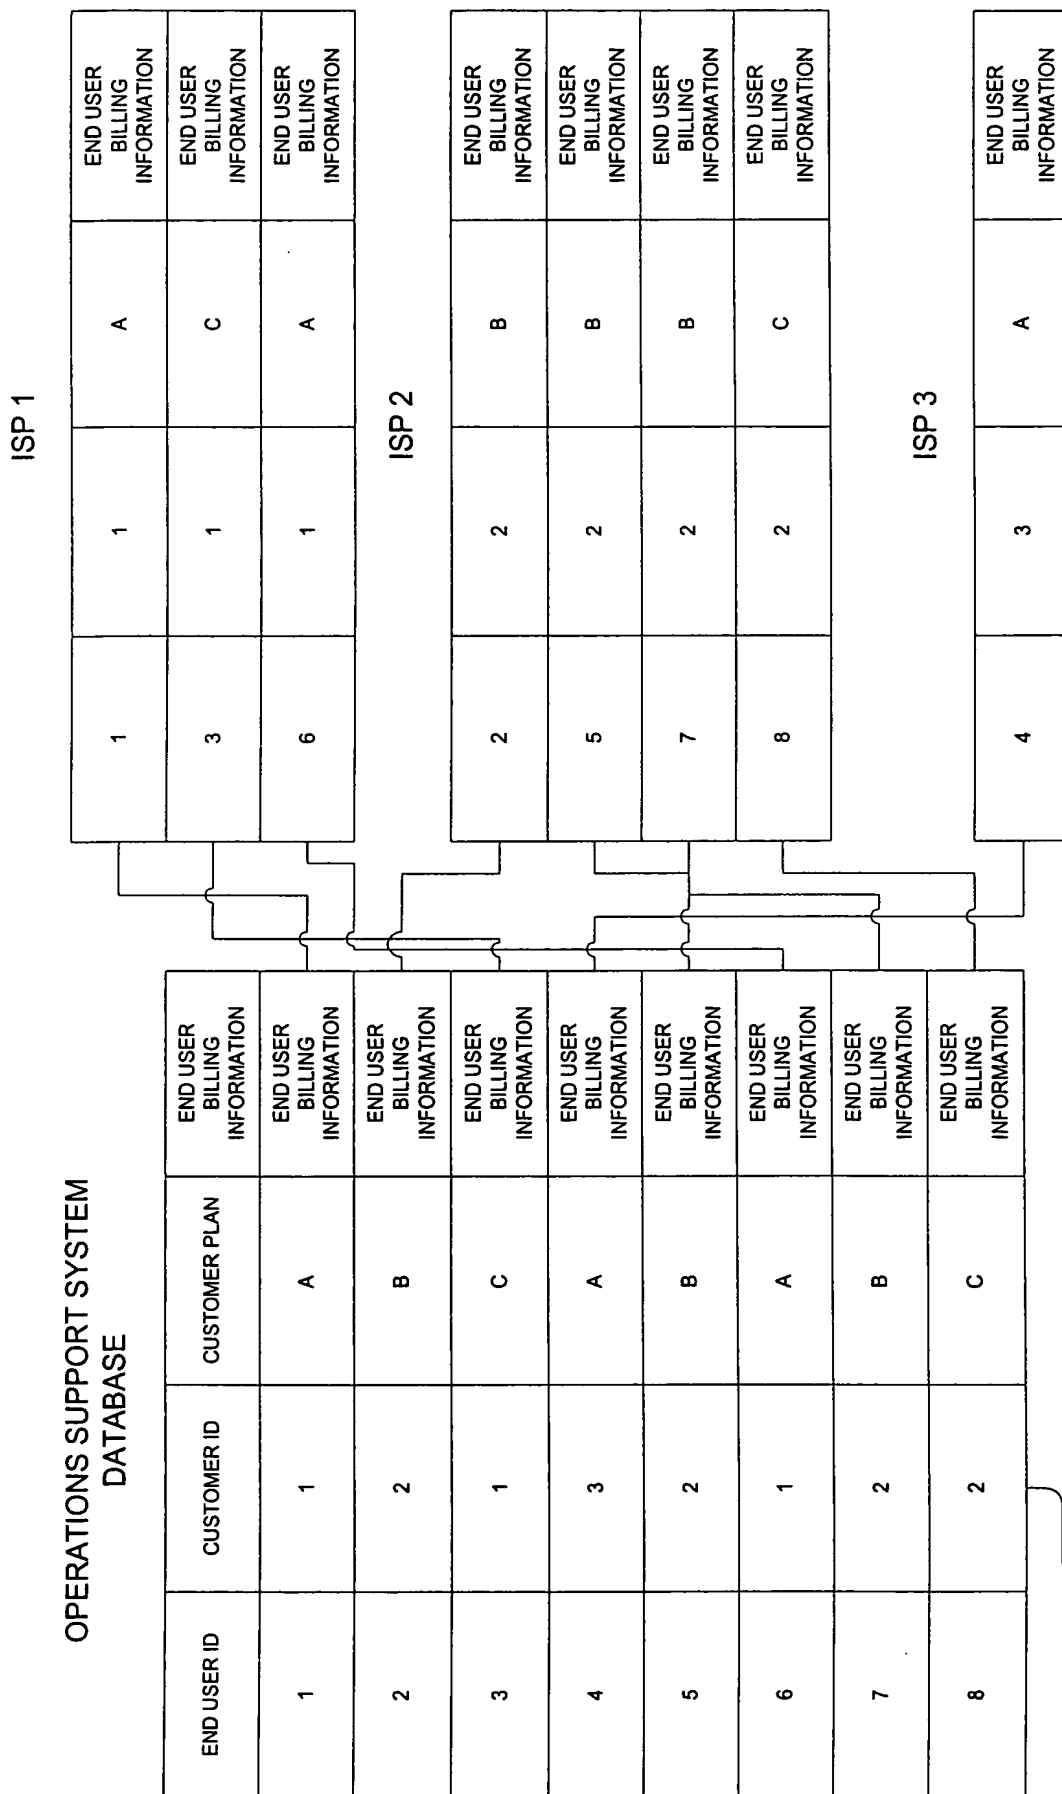 OPERATIONS SUPPORT SYSTEM
DATABASE
END USER ID
CUSTOMER ID
CUSTOMER PLAN
END USER
BILLING
INFORMATION
1
1
A
END USER
BILLING
INFORMATION
2
2
B
END USER
BILLING
INFORMATION
3
1
C
END USER
BILLING
INFORMATION
4
3
A
END USER
BILLING
INFORMATION
5
2
B
END USER
BILLING
INFORMATION
6
1
A
END USER
BILLING
INFORMATION
7
2
B
END USER
BILLING
INFORMATION
8
2
C
END USER
BILLING
INFORMATION
ISP 1
1
1
A
END USER
BILLING
INFORMATION
3
1
C
END USER
BILLING
INFORMATION
6
1
A
END USER
BILLING
INFORMATION
ISP 2
2
2
B
END USER
BILLING
INFORMATION
5
2
B
END USER
BILLING
INFORMATION
7
2
B
END USER
BILLING
INFORMATION
8
2
C
END USER
BILLING
INFORMATION
ISP 3
4
3
A
END USER
BILLING
INFORMATION